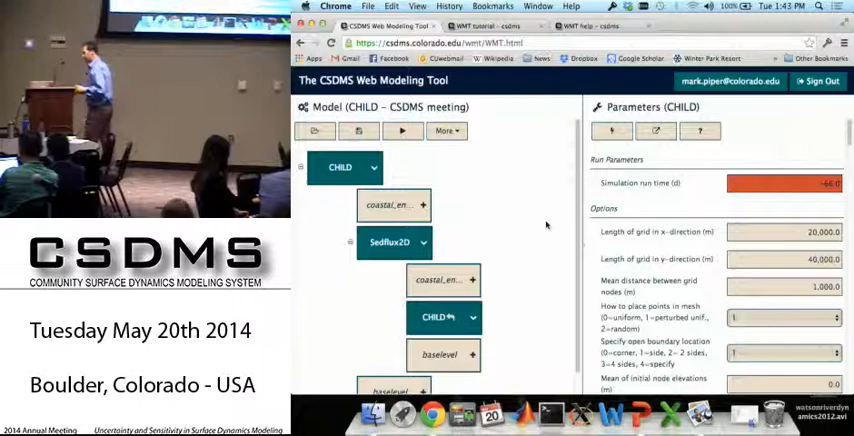 Chrome File Edit View History Bookmarks Window Help 100% Tue 1:43 PM
CSDMS Web Modeling Tool WMT tutorial - csdms WMT help - csdms
https://csdms.colorado.edu/wmt/WMT.html
Apps Gmail Facebook CUwebmail Wikipedia News Dropbox Google Scholar Winter Park Resort Other Bookmarks
The CSDMS Web Modeling Tool
mark.piper@colorado.edu Sign Out
Model (CHILD - CSDMS meeting)
More
CHILD
coastal_en... +
Sedflux2D
coastal_en... +
CHILD
baselevel +
baselevel +
Parameters (CHILD)
?
Run Parameters
Simulation run time (d) -66.0
Options
Length of grid in x-direction (m) 20,000.0
Length of grid in y-direction (m) 40,000.0
Mean distance between grid
nodes (m) 1,000.0
How to place points in mesh
(0=uniform, 1=perturbed unif., 1
2=random)
Specify open boundary location
(0=corner, 1=side, 2= 2 sides, 1
3=4 sides, 4=specify)
Mean of initial node elevations
(m) 0.0
watsonriverdyn
amics2012.avi
CSDMS
COMMUNITY SURFACE DYNAMICS MODELING SYSTEM
Tuesday May 20th 2014
Boulder, Colorado - USA
2014 Annual Meeting Uncertainty and Sensitivity in Surface Dynamics Modeling